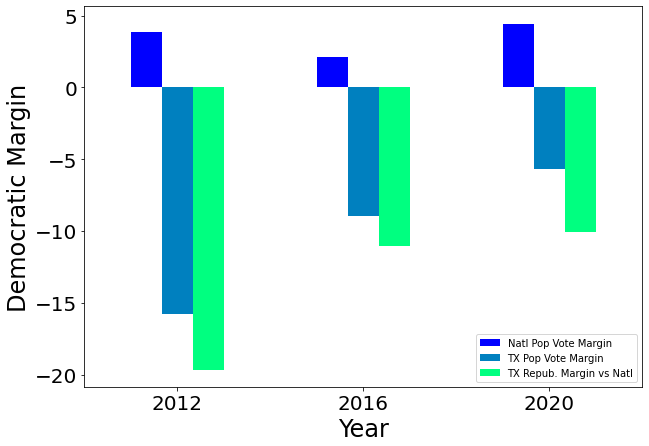 5
0
−5
−10
−15
−20
Democratic Margin
2012
2016
2020
Year
Natl Pop Vote Margin
TX Pop Vote Margin
TX Repub. Margin vs Natl